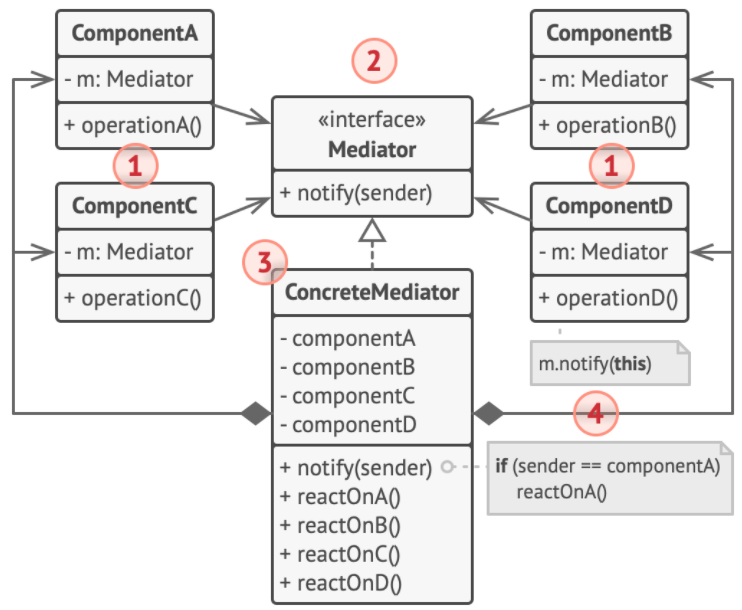 ComponentA
- m: Mediator
+ operationA()
1
ComponentC
- m: Mediator
+ operationC()
2
«interface»
Mediator
+ notify(sender)
3
ConcreteMediator
- componentA
- componentB
- componentC
- componentD
+ notify(sender)
+ reactOnA()
+ reactOnB()
+ reactOnC()
+ reactOnD()
ComponentB
- m: Mediator
+ operationB()
1
ComponentD
- m: Mediator
+ operationD()
m.notify(this)
4
if (sender == componentA)
reactOnA()